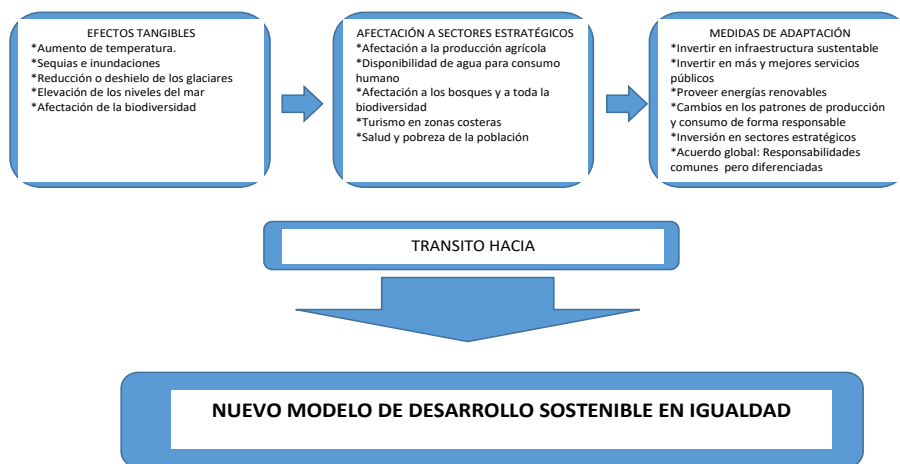 EFECTOS TANGIBLES
*Aumento de temperatura.
*Sequias e inundaciones
*Reducción o deshielo de los glaciares
*Elevación de los niveles del mar
*Afectación de la biodiversidad
AFECTACIÓN A SECTORES ESTRATÉGICOS
*Afectación a la producción agrícola
*Disponibilidad de agua para consumo
humano
*Afectación a los bosques y a toda la
biodiversidad
*Turismo en zonas costeras
*Salud y pobreza de la población
MEDIDAS DE ADAPTACIÓN
*Invertir en infraestructura sustentable
*Invertir en más y mejores servicios
públicos
*Proveer energías renovables
*Cambios en los patrones de producción
y consumo de forma responsable
*Inversión en sectores estratégicos
*Acuerdo global: Responsabilidades
comunes pero diferenciadas
TRANSITO HACIA
NUEVO MODELO DE DESARROLLO SOSTENIBLE EN IGUALDAD